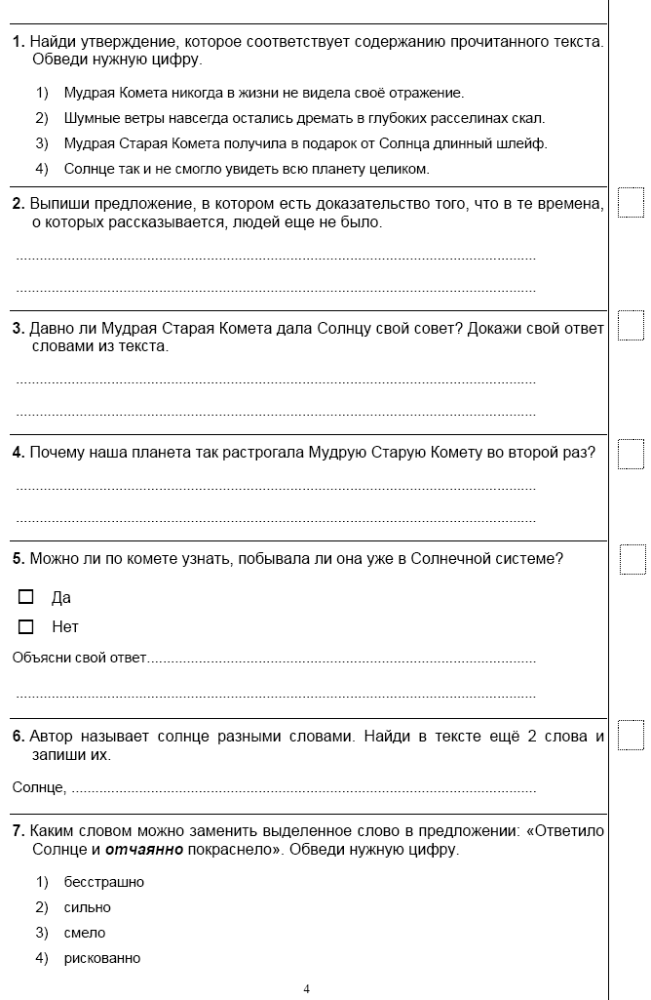 1. Найди утверждение, которое соответствует содержанию прочитанного текста.
Обведи нужную цифру.
1) Мудрая Комета никогда в жизни не видела своё отражение.
2) Шумные ветры навсегда остались дремать в глубоких расселинах скал.
3) Мудрая Старая Комета получила в подарок от Солнца длинный шлейф.
4) Солнце так и не смогло увидеть всю планету целиком.
2. Выпиши предложение, в котором есть доказательство того, что в те времена,
о которых рассказывается, людей еще не было.
3. Давно ли Мудрая Старая Комета дала Солнцу свой совет? Докажи свой ответ
словами из текста.
4. Почему наша планета так растрогала Мудрую Старую Комету во второй раз?
5. Можно ли по комете узнать, побывала ли она уже в Солнечной системе?
Да
Нет
Объясни свой ответ....................................................................................................
6. Автор называет солнце разными словами. Найди в тексте ещё 2 слова и
запиши их.
Солнце, ....................................................................................................................
7. Каким словом можно заменить выделенное слово в предложении: «Ответило
Солнце и отчаянно покраснело». Обведи нужную цифру.
1) бесстрашно
2) сильно
3) смело
4) рискованно
4